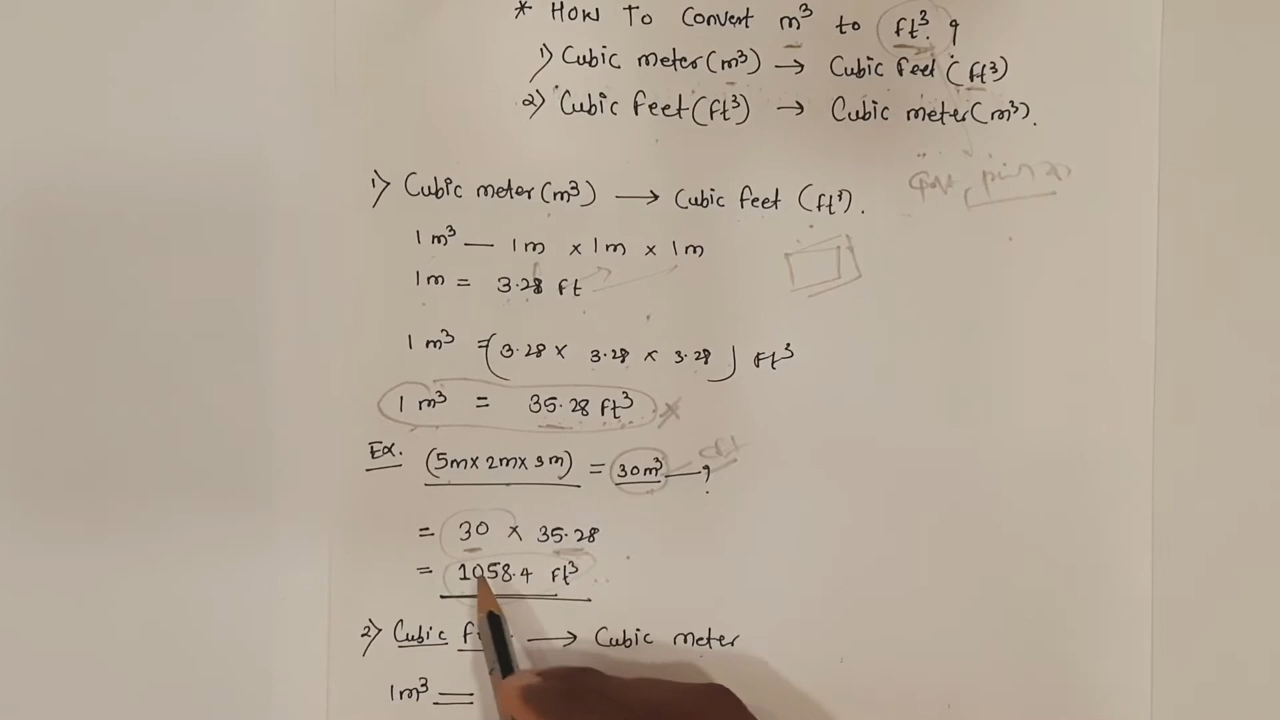 * How To Convert m³ to ft³. ?
1) Cubic meter(m³) → Cubic feet (ft³)
2) Cubic feet(ft³) → Cubic meter(m³).
1) Cubic meter(m³) → Cubic feet (ft³).
1 m³ — 1m × 1m × 1m
1m = 3.28 ft
1 m³ = (3.28 × 3.28 × 3.28) ft³
1 m³ = 35.28 ft³
Ex. (5m× 2m× 3m) = 30m³ — ?
cft
= 30 × 35.28
= 1058.4 ft³
2) Cubic → Cubic meter
1m³ =